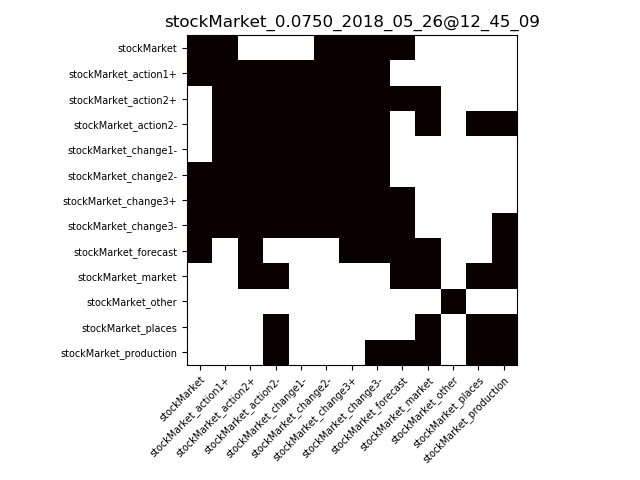 stockMarket_0.0750_2018_05_26@12_45_09
stockMarket
stockMarket_action1+
stockMarket_action2+
stockMarket_action2-
stockMarket_change1-
stockMarket_change2-
stockMarket_change3+
stockMarket_change3-
stockMarket_forecast
stockMarket_market
stockMarket_other
stockMarket_places
stockMarket_production
stockMarket
stockMarket_action1+
stockMarket_action2+
stockMarket_action2-
stockMarket_change1-
stockMarket_change2-
stockMarket_change3+
stockMarket_change3-
stockMarket_forecast
stockMarket_market
stockMarket_other
stockMarket_places
stockMarket_production